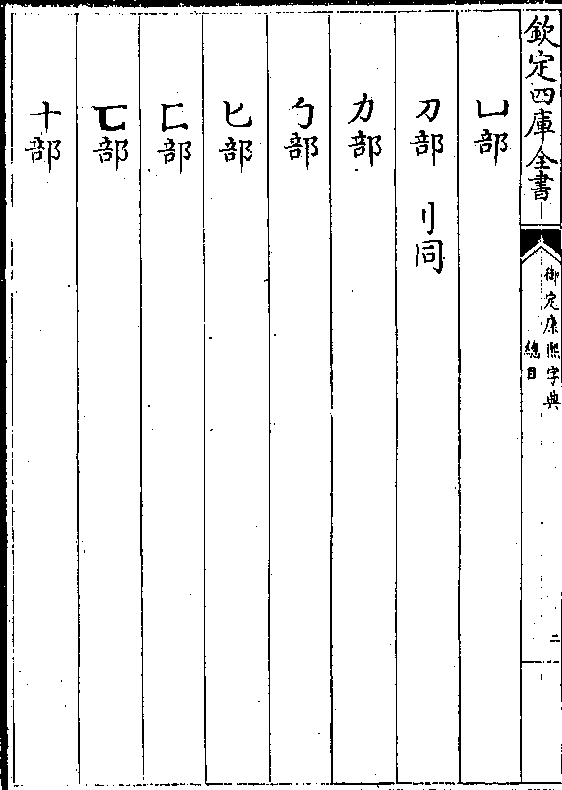 欽定四庫全書
御定康熙字典
總目
二
凵部
刀部 刂同
力部
勹部
匕部
匚部
匸部
十部